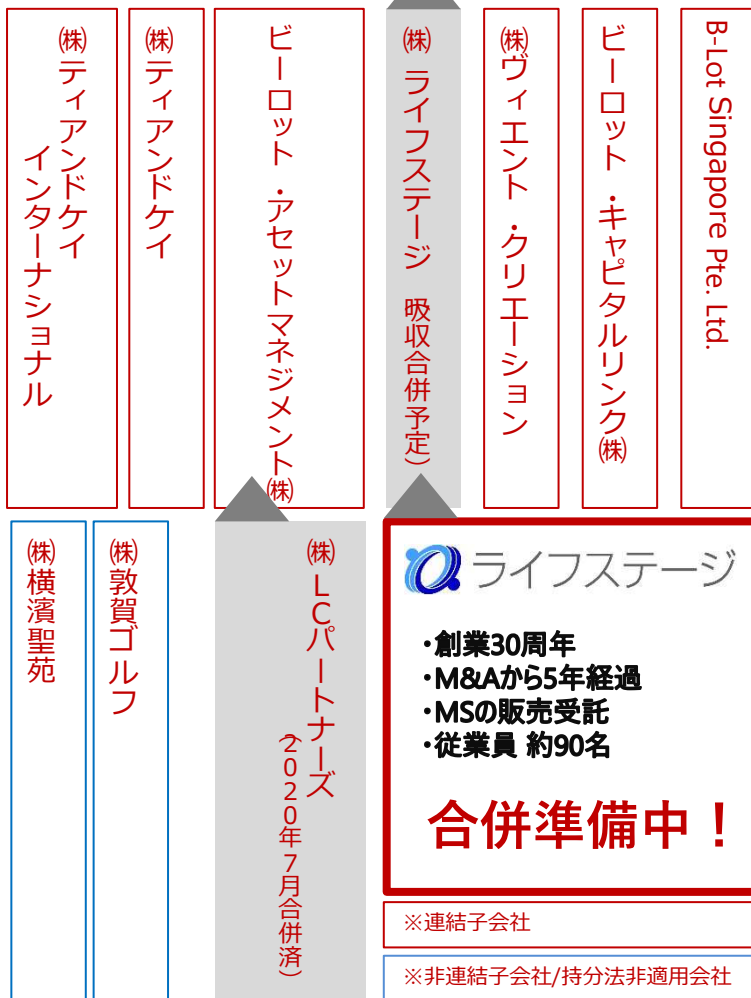 ㈱ティアンドケイ
インターナショナル
㈱ティアンドケイ
ビーロット・アセットマネジメント㈱
㈱ ライフステージ 吸収合併予定)
㈱ヴィエント・クリエーション
ビーロット・キャピタルリンク㈱
B-Lot Singapore Pte. Ltd.
㈱横濱聖苑
㈱敦賀ゴルフ
㈱LCパートナーズ
(2020年7月合併済)
ライフステージ
・創業30周年
・M&Aから5年経過
・MSの販売受託
・従業員 約90名
合併準備中！
※連結子会社
※非連結子会社/持分法非適用会社